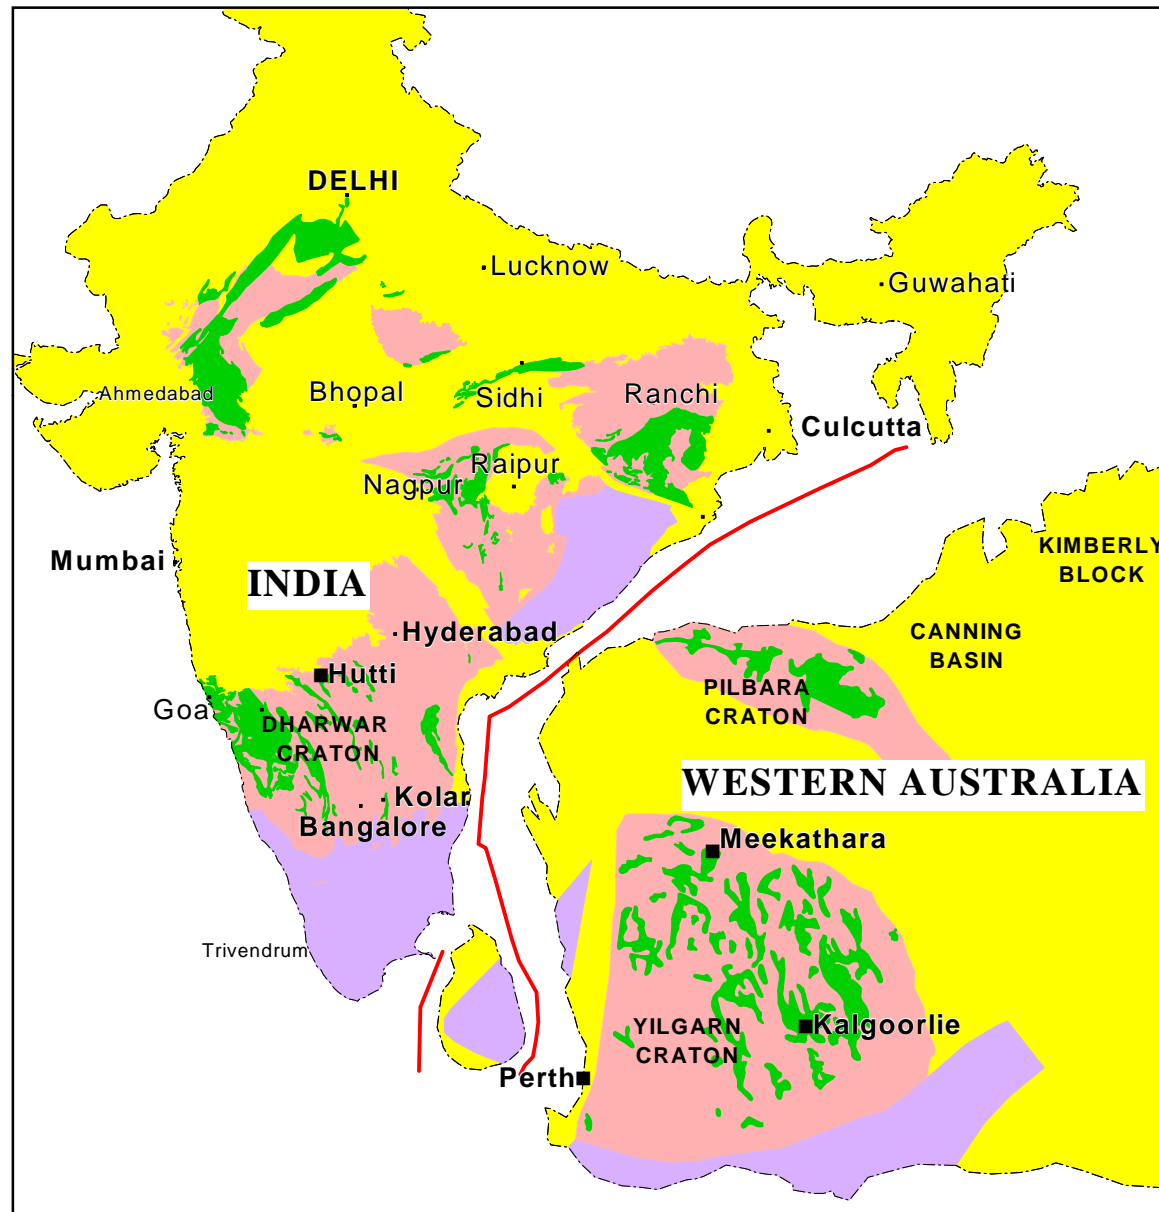 DELHI
Lucknow
Guwahati
Ahmedabad
Bhopal
Sidhi
Ranchi
Culcutta
Raipur
Nagpur
Mumbai
INDIA
KIMBERLY
BLOCK
Hyderabad
CANNING
BASIN
Hutti
Goa
PILBARA
CRATON
DHARWAR
CRATON
WESTERN AUSTRALIA
Kolar
Bangalore
Meekathara
Trivendrum
YILGARN
CRATON
Kalgoorlie
Perth